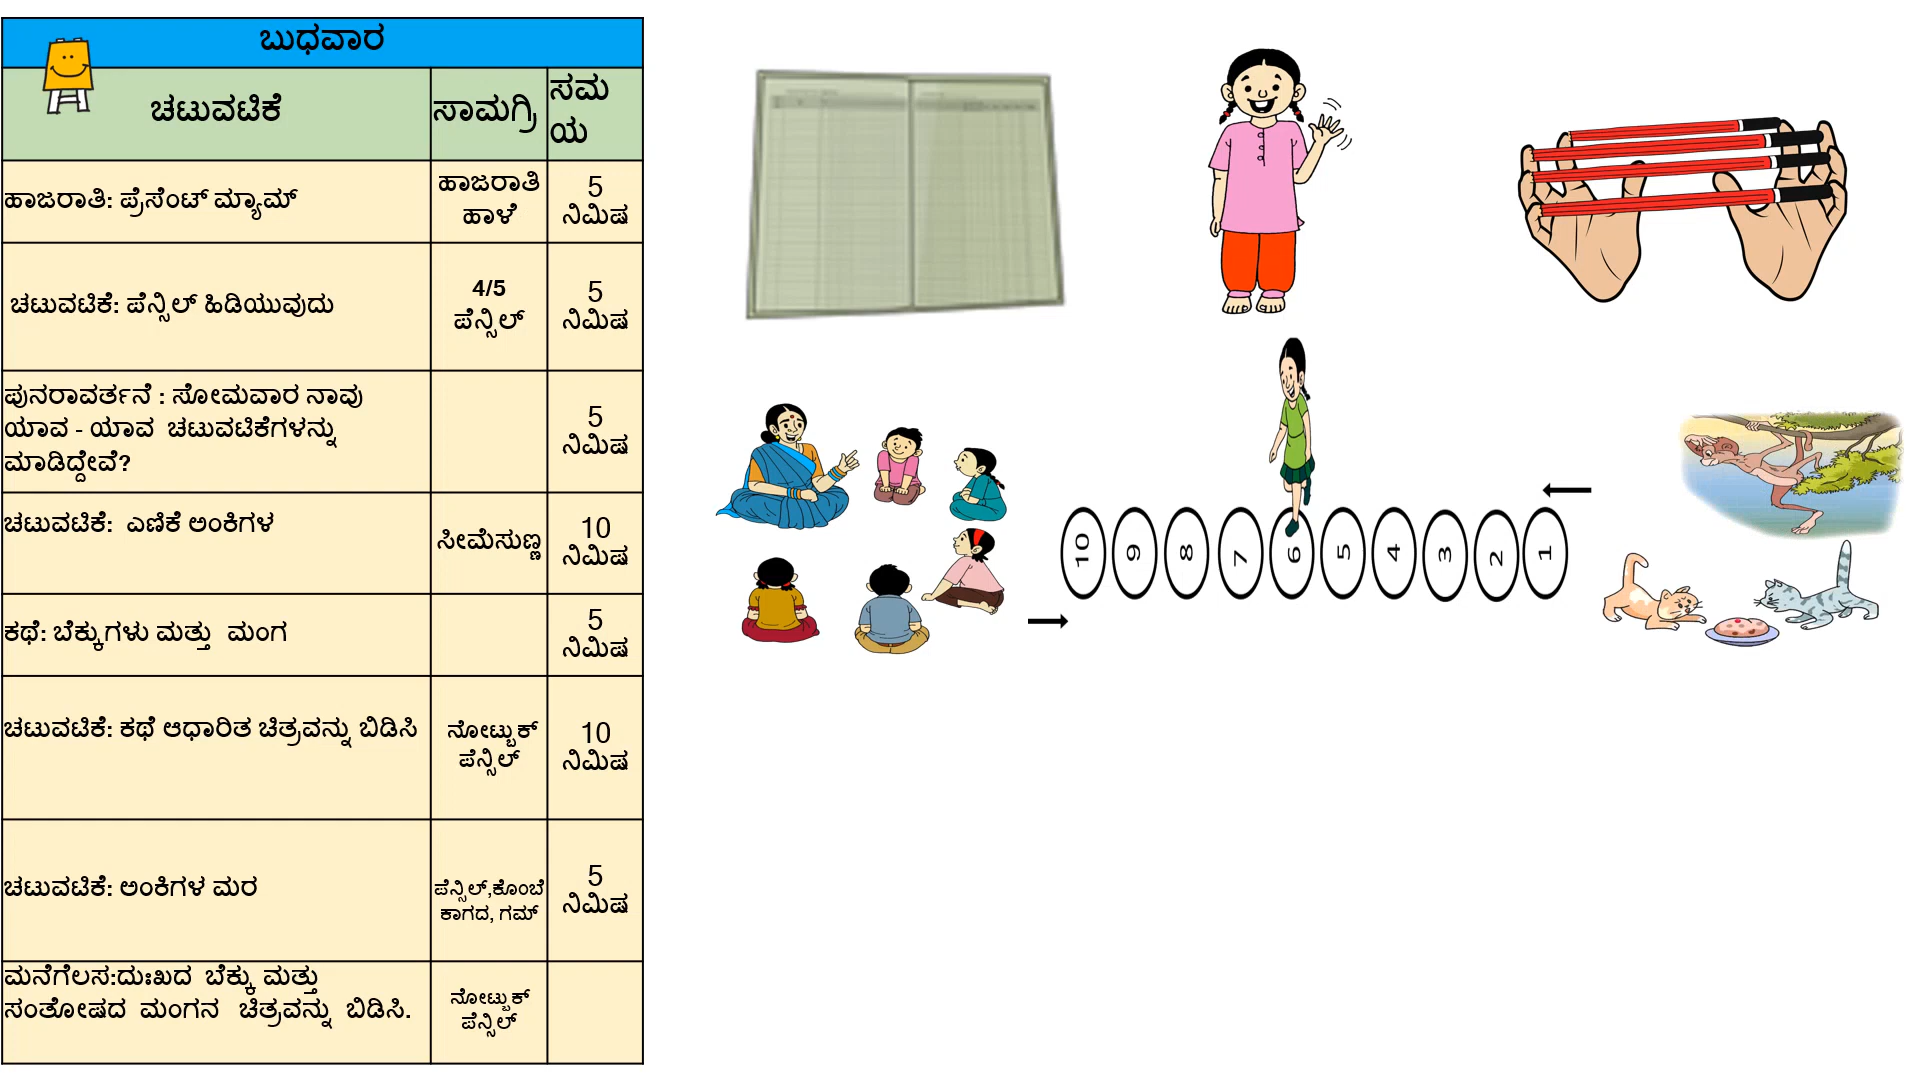 ಬುಧವಾರ
ಚಟುವಟಿಕೆ
ಸಾಮಗ್ರಿ
ಸಮ
ಯ
ಹಾಜರಾತಿ: ಪ್ರೆಸೆಂಟ್ ಮ್ಯಾಮ್
ಹಾಜರಾತಿ
ಹಾಳೆ
5
ನಿಮಿಷ
ಚಟುವಟಿಕೆ: ಪೆನ್ಸಿಲ್ ಹಿಡಿಯುವುದು
4/5
ಪೆನ್ಸಿಲ್
5
ನಿಮಿಷ
ಪುನರಾವರ್ತನೆ : ಸೋಮವಾರ ನಾವು
ಯಾವ - ಯಾವ ಚಟುವಟಿಕೆಗಳನ್ನು
ಮಾಡಿದ್ದೇವೆ?
5
ನಿಮಿಷ
ಚಟುವಟಿಕೆ: ಎಣಿಕೆ ಅಂಕಿಗಳ
ಸೀಮೆಸುಣ್ಣ
10
ನಿಮಿಷ
ಕಥೆ: ಬೆಕ್ಕುಗಳು ಮತ್ತು ಮಂಗ
5
ನಿಮಿಷ
ಚಟುವಟಿಕೆ: ಕಥೆ ಆಧಾರಿತ ಚಿತ್ರವನ್ನು ಬಿಡಿಸಿ
ನೋಟ್ಬುಕ್
ಪೆನ್ಸಿಲ್
10
ನಿಮಿಷ
ಚಟುವಟಿಕೆ: ಅಂಕಿಗಳ ಮರ
ಪೆನ್ಸಿಲ್,ಕೊಂಬೆ
ಕಾಗದ, ಗಮ್
5
ನಿಮಿಷ
ಮನೆಗೆಲಸ:ದುಃಖದ ಬೆಕ್ಕು ಮತ್ತು
ಸಂತೋಷದ ಮಂಗನ ಚಿತ್ರವನ್ನು ಬಿಡಿಸಿ.
ನೋಟ್ಬುಕ್
ಪೆನ್ಸಿಲ್
10 9 8 7 6 5 4 3 2 1